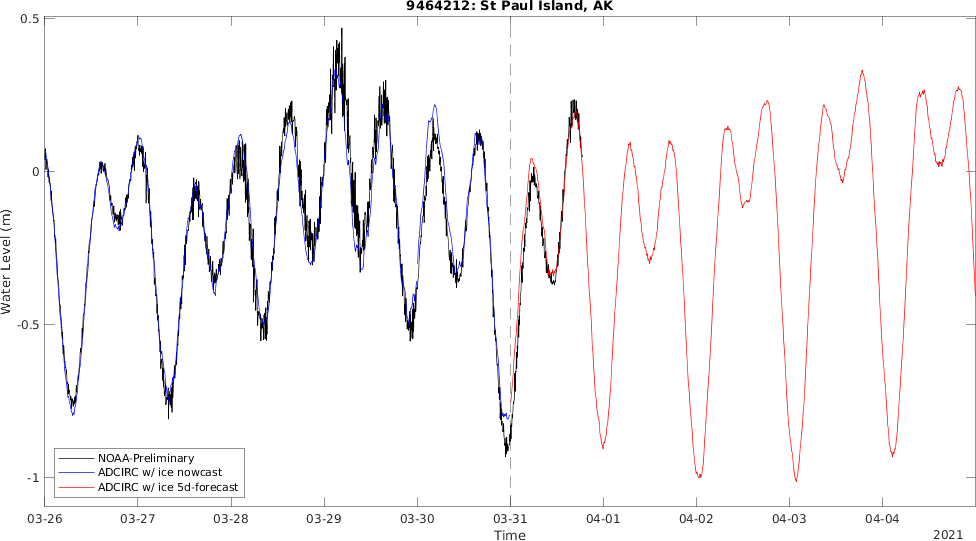 9464212: St Paul Island, AK
Water Level (m)
0.5
0
-0.5
-1
NOAA-Preliminary
ADCIRC w/ ice nowcast
ADCIRC w/ ice 5d-forecast
03-26 03-27 03-28 03-29 03-30 03-31 04-01 04-02 04-03 04-04
Time
2021